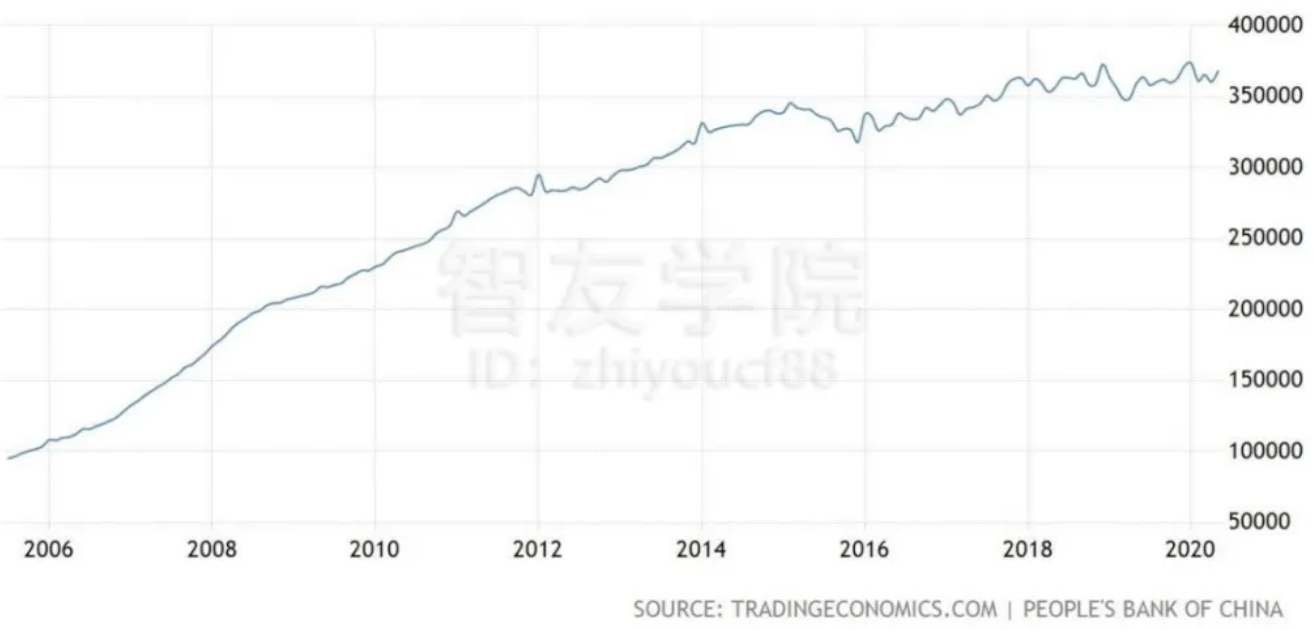 400000
350000
300000
250000
200000
150000
100000
50000
智友学院
ID: zhiyoucf88
2006 2008 2010 2012 2014 2016 2018 2020
SOURCE: TRADINGECONOMICS.COM | PEOPLE'S BANK OF CHINA